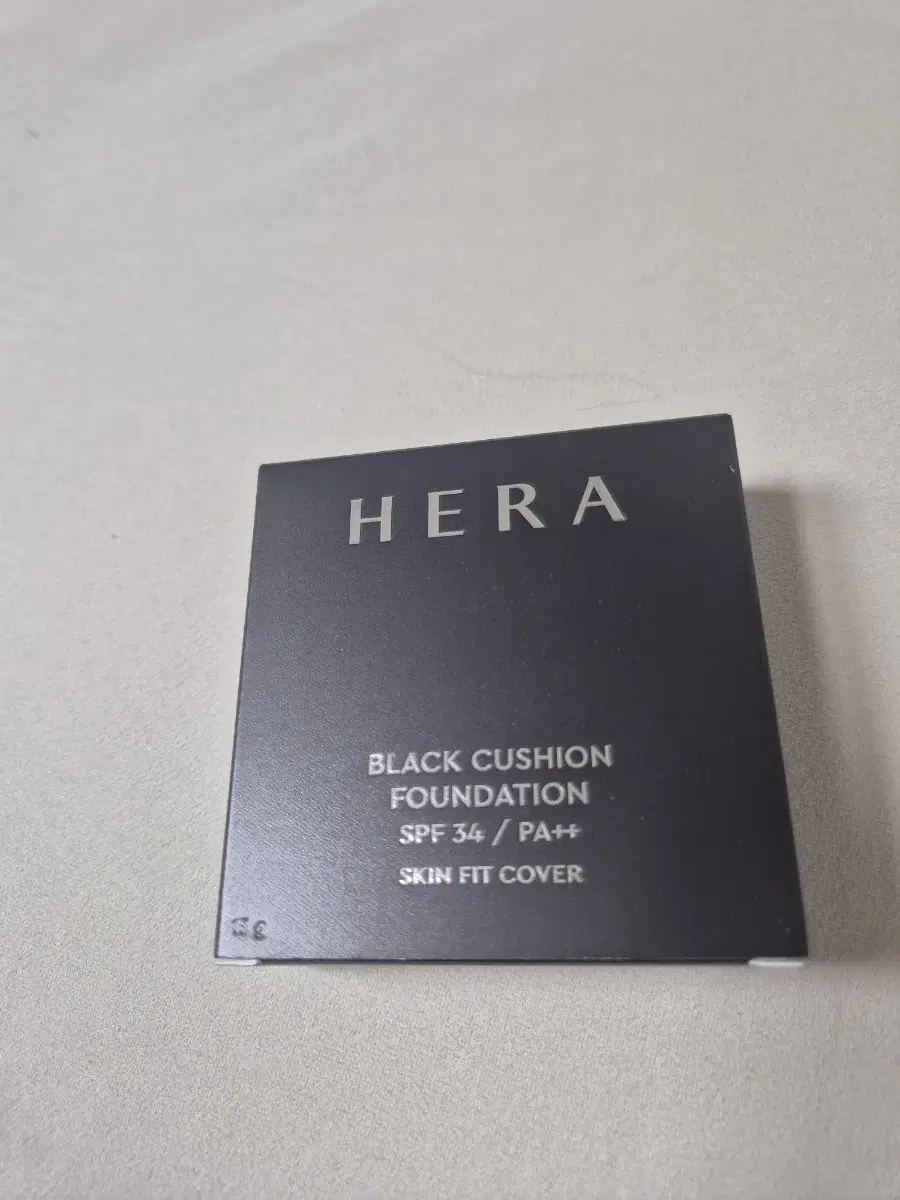 HERA
BLACK CUSHION
FOUNDATION
SPF 34 / PA++
SKIN FIT COVER